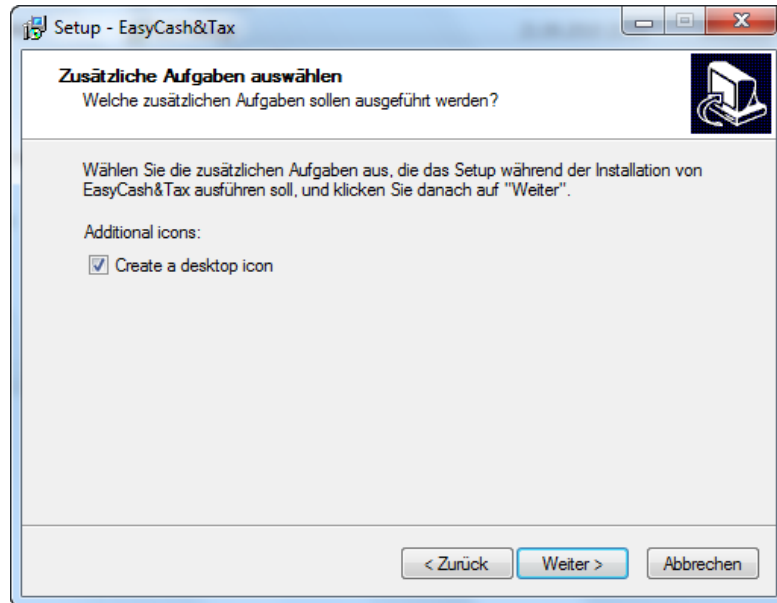 Setup - EasyCash&Tax
Zusätzliche Aufgaben auswählen
Welche zusätzlichen Aufgaben sollen ausgeführt werden?
Wählen Sie die zusätzlichen Aufgaben aus, die das Setup während der Installation von
EasyCash&Tax ausführen soll, und klicken Sie danach auf "Weiter".
Additional icons:
Create a desktop icon
< Zurück
Weiter >
Abbrechen